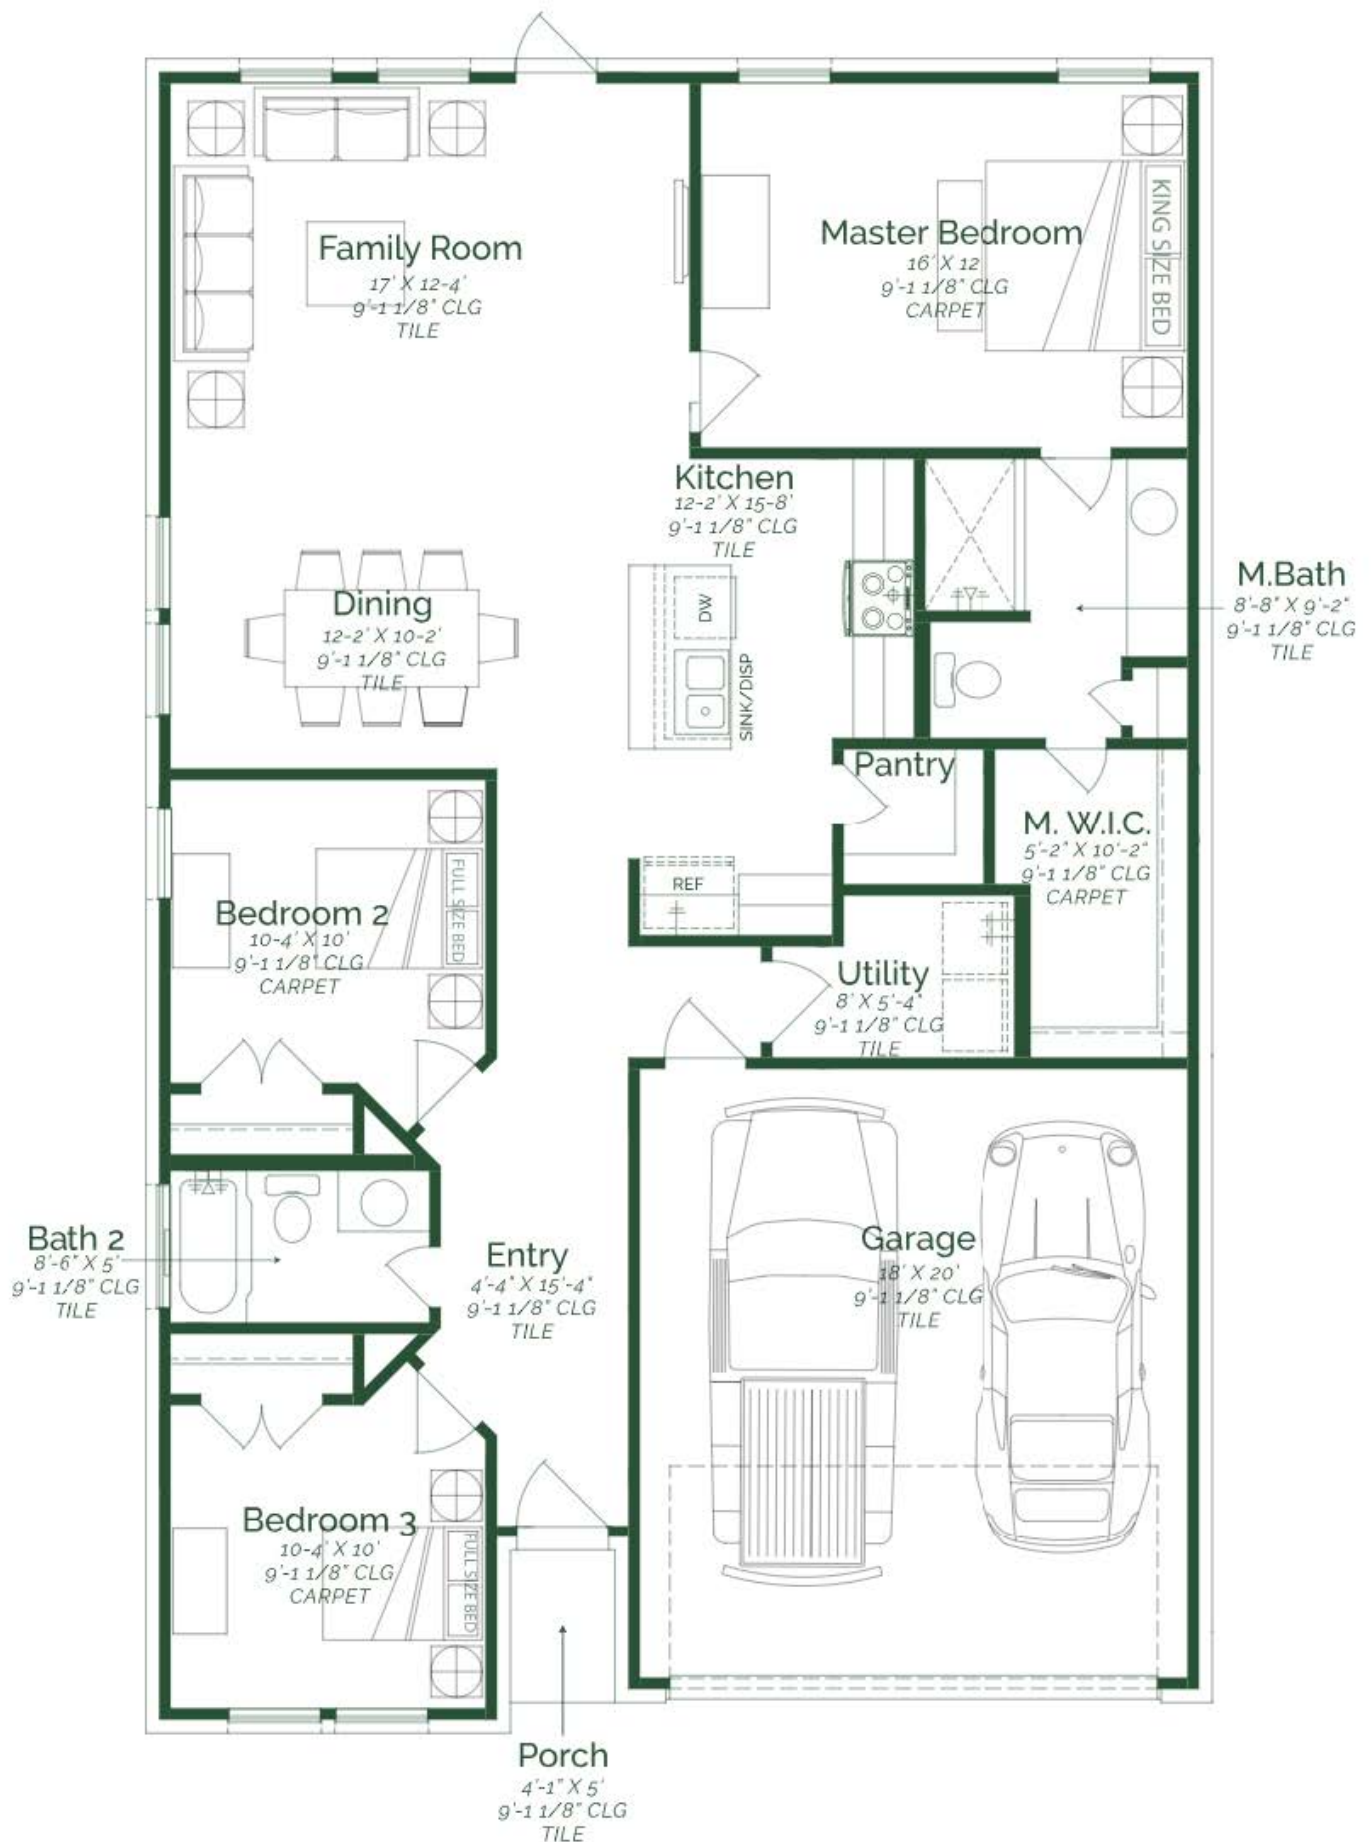 Family Room
17' X 12-4'
9'-1 1/8" CLG
TILE
Master Bedroom
16' X 12
9'-1 1/8" CLG
CARPET
KING SIZE BED
Kitchen
12-2' X 15-8'
9'-1 1/8" CLG
TILE
Dining
12-2' X 10-2'
9'-1 1/8" CLG
TILE
DW
SINK/DISP
M.Bath
8'-8" X 9'-2"
9'-1 1/8" CLG
TILE
Pantry
M. W.I.C.
5'-2" X 10'-2"
9'-1 1/8" CLG
CARPET
REF
Bedroom 2
10-4' X 10'
9'-1 1/8" CLG
CARPET
FULL SIZE BED
Utility
8' X 5'-4"
9'-1 1/8" CLG
TILE
Bath 2
8'-6" X 5'
9'-1 1/8" CLG
TILE
Entry
4'-4" X 15'-4"
9'-1 1/8" CLG
TILE
Garage
18' X 20'
9'-1 1/8" CLG
TILE
Bedroom 3
10-4' X 10'
9'-1 1/8" CLG
CARPET
FULL SIZE BED
Porch
4'-1" X 5'
9'-1 1/8" CLG
TILE